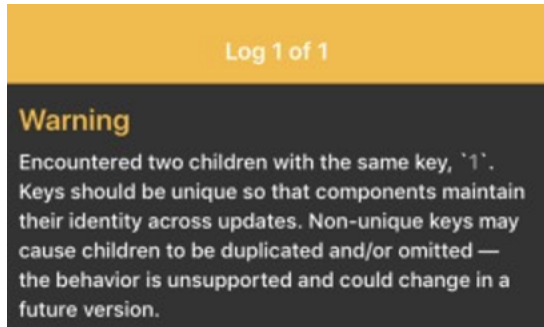 Log 1 of 1
Warning
Encountered two children with the same key, `1`.
Keys should be unique so that components maintain
their identity across updates. Non-unique keys may
cause children to be duplicated and/or omitted —
the behavior is unsupported and could change in a
future version.